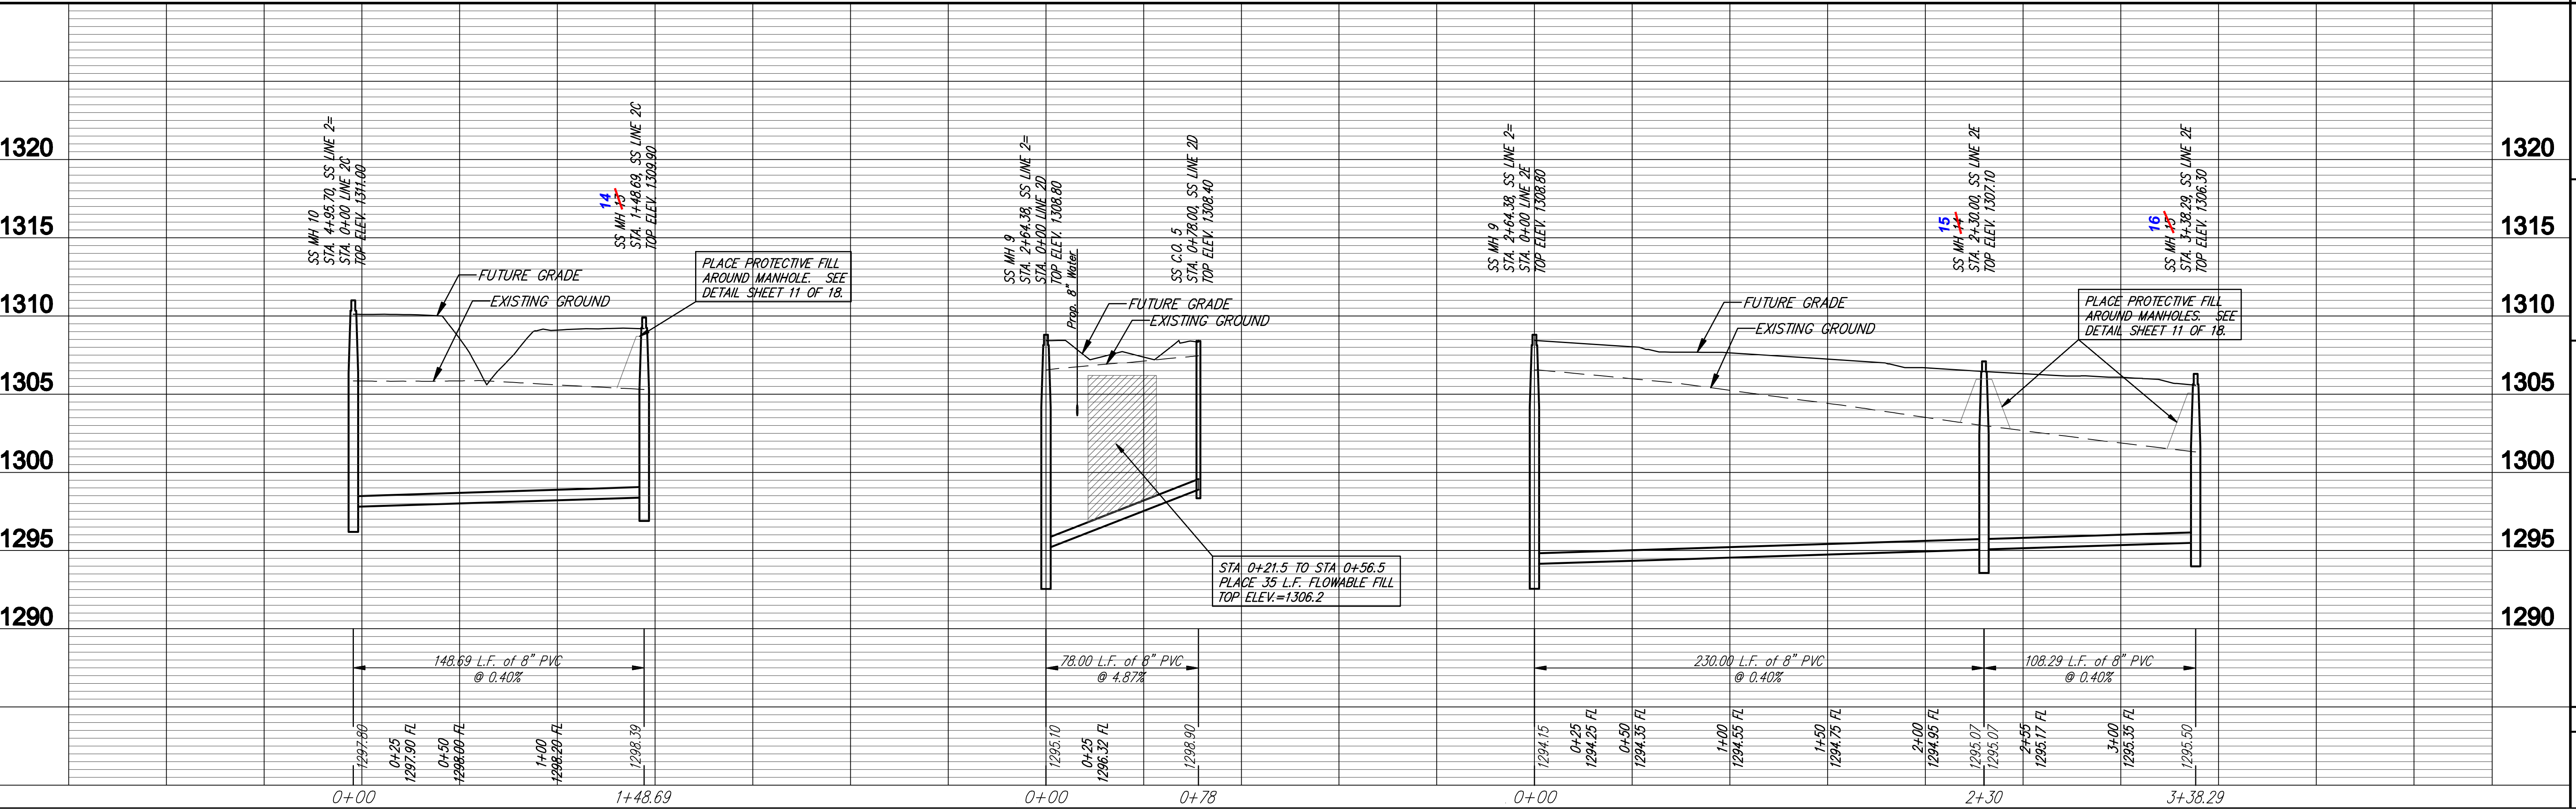 1320
1315
1310
1305
1300
1295
1290
SS MH 10
STA. 4+95.70, SS LINE 2=
STA. 0+00 LINE 2C
TOP ELEV. 1311.00
14
SS MH 13
STA. 1+48.69, SS LINE 2C
TOP ELEV. 1309.90
FUTURE GRADE
EXISTING GROUND
PLACE PROTECTIVE FILL
AROUND MANHOLE. SEE
DETAIL SHEET 11 OF 18.
148.69 L.F. of 8" PVC
@ 0.40%
1297.80
0+25
1297.90 FL
0+50
1298.00 FL
1+00
1298.20 FL
1298.39
0+00
1+48.69
SS MH 9
STA. 2+64.38, SS LINE 2=
STA. 0+00 LINE 2D
TOP ELEV. 1308.80
Prop. 8" Water
SS C.O. 5
STA. 0+78.00, SS LINE 2D
TOP ELEV. 1308.40
FUTURE GRADE
EXISTING GROUND
STA 0+21.5 TO STA 0+56.5
PLACE 35 L.F. FLOWABLE FILL
TOP ELEV.=1306.2
78.00 L.F. of 8" PVC
@ 4.87%
1295.10
0+25
1296.32 FL
1298.90
0+00
0+78
SS MH 9
STA. 2+64.38, SS LINE 2=
STA. 0+00 LINE 2E
TOP ELEV. 1308.80
FUTURE GRADE
EXISTING GROUND
15
SS MH 14
STA. 2+30.00, SS LINE 2E
TOP ELEV. 1307.10
16
SS MH 15
STA. 3+38.29, SS LINE 2E
TOP ELEV. 1306.30
PLACE PROTECTIVE FILL
AROUND MANHOLES. SEE
DETAIL SHEET 11 OF 18.
230.00 L.F. of 8" PVC
@ 0.40%
108.29 L.F. of 8" PVC
@ 0.40%
1294.15
0+25
1294.25 FL
0+50
1294.35 FL
1+00
1294.55 FL
1+50
1294.75 FL
2+00
1294.95 FL
1295.07
1295.07
2+55
1295.17 FL
3+00
1295.35 FL
1295.50
0+00
2+30
3+38.29
1320
1315
1310
1305
1300
1295
1290